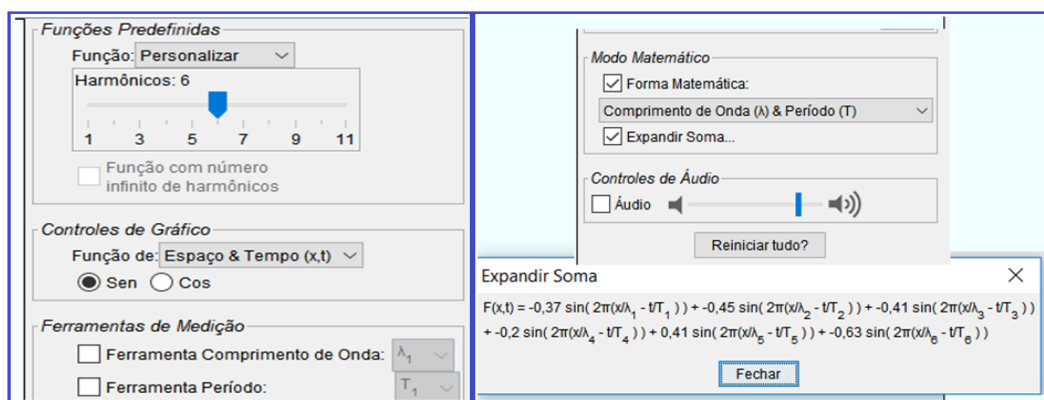 Funções Predefinidas
Função: Personalizar
Harmônicos: 6
1 3 5 7 9 11
Função com número
infinito de harmônicos
Controles de Gráfico
Função de: Espaço & Tempo (x,t)
Sen Cos
Ferramentas de Medição
Ferramenta Comprimento de Onda: λ₁
Ferramenta Período: T₁
Modo Matemático
Forma Matemática:
Comprimento de Onda (λ) & Período (T)
Expandir Soma...
Controles de Áudio
Áudio
Reiniciar tudo?
Expandir Soma
F(x,t) = -0,37 sin( 2π(x/λ₁ - t/T₁ ) ) + -0,45 sin( 2π(x/λ₂ - t/T₂ ) ) + -0,41 sin( 2π(x/λ₃ - t/T₃ ) )
+ -0,2 sin( 2π(x/λ₄ - t/T₄ ) ) + 0,41 sin( 2π(x/λ₅ - t/T₅ ) ) + -0,63 sin( 2π(x/λ₆ - t/T₆ ) )
Fechar